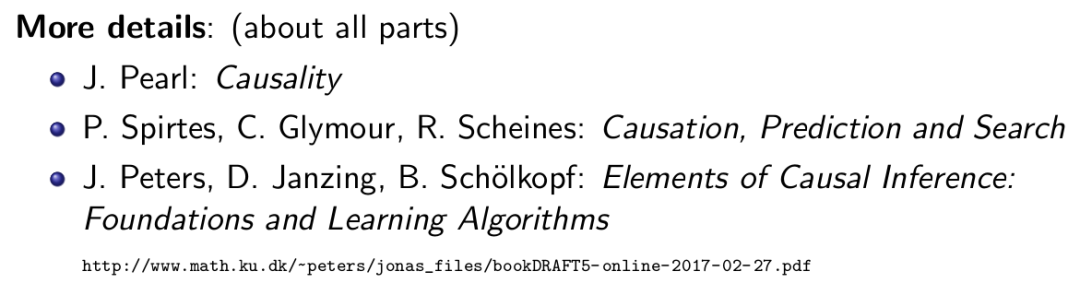 More details: (about all parts)
J. Pearl: Causality
P. Spirtes, C. Glymour, R. Scheines: Causation, Prediction and Search
J. Peters, D. Janzing, B. Schölkopf: Elements of Causal Inference:
Foundations and Learning Algorithms
http://www.math.ku.dk/~peters/jonas_files/bookDRAFT5-online-2017-02-27.pdf